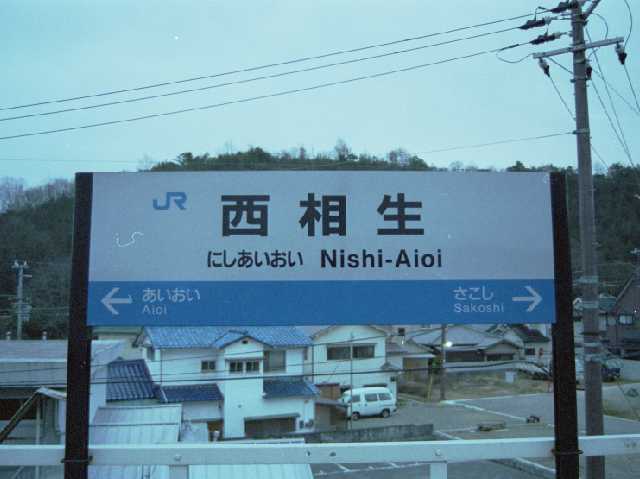 JR
西相生
にしあいおい Nishi-Aioi
← あいおい さこし →
Aioi Sakoshi